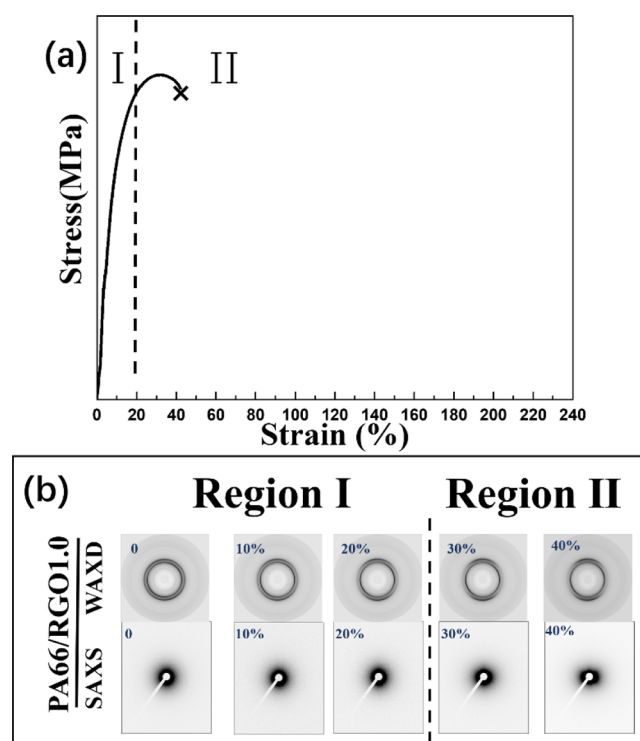 (a)
I
II
Stress(MPa)
0 20 40 60 80 100 120 140 160 180 200 220 240
Strain (%)
(b)
Region I
Region II
PA66/RGO1.0
WAXD
0
10%
20%
30%
40%
SAXS
0
10%
20%
30%
40%